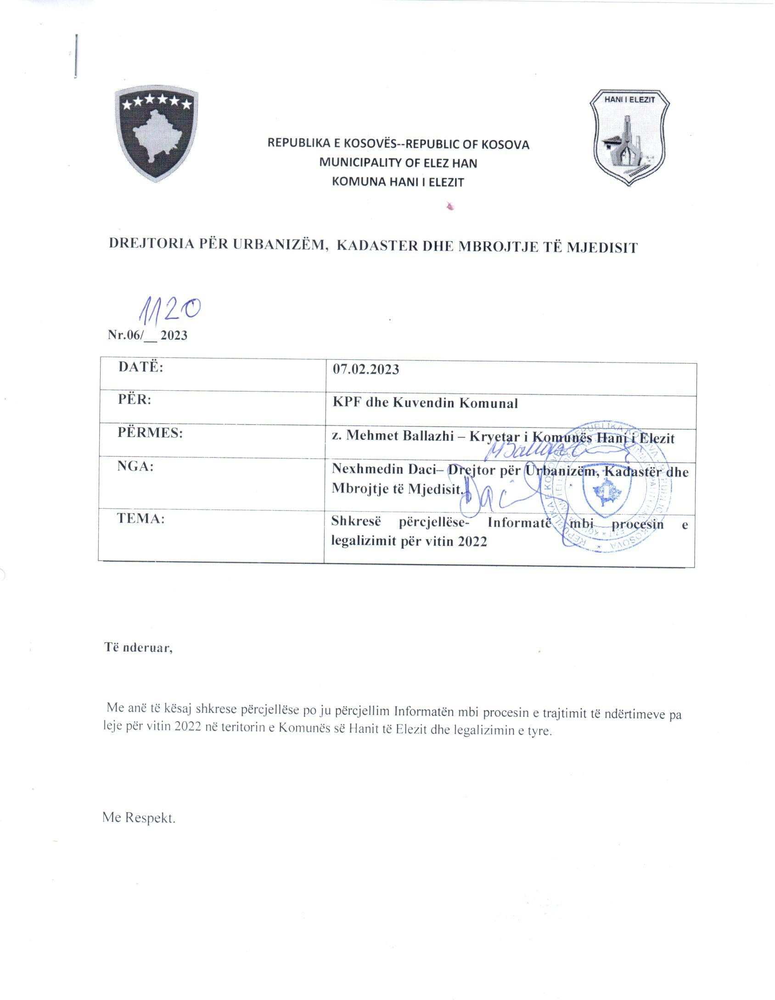 HANI I ELEZIT
REPUBLIKA E KOSOVËS--REPUBLIC OF KOSOVA
MUNICIPALITY OF ELEZ HAN
KOMUNA HANI I ELEZIT
DREJTORIA PËR URBANIZËM, KADASTER DHE MBROJTJE TË MJEDISIT
1120
Nr.06/__ 2023
DATË: 07.02.2023
PËR: KPF dhe Kuvendin Komunal
PËRMES: z. Mehmet Ballazhi – Kryetar i Komunës Hani i Elezit
NGA: Nexhmedin Daci– Drejtor për Urbanizëm, Kadastër dhe
Mbrojtje të Mjedisit.
Daci
TEMA: Shkresë përcjellëse- Informatë mbi procesin e
legalizimit për vitin 2022
Të nderuar,
Me anë të kësaj shkrese përcjellëse po ju përcjellim Informatën mbi procesin e trajtimit të ndërtimeve pa
leje për vitin 2022 në teritorin e Komunës së Hanit të Elezit dhe legalizimin e tyre.
Me Respekt.